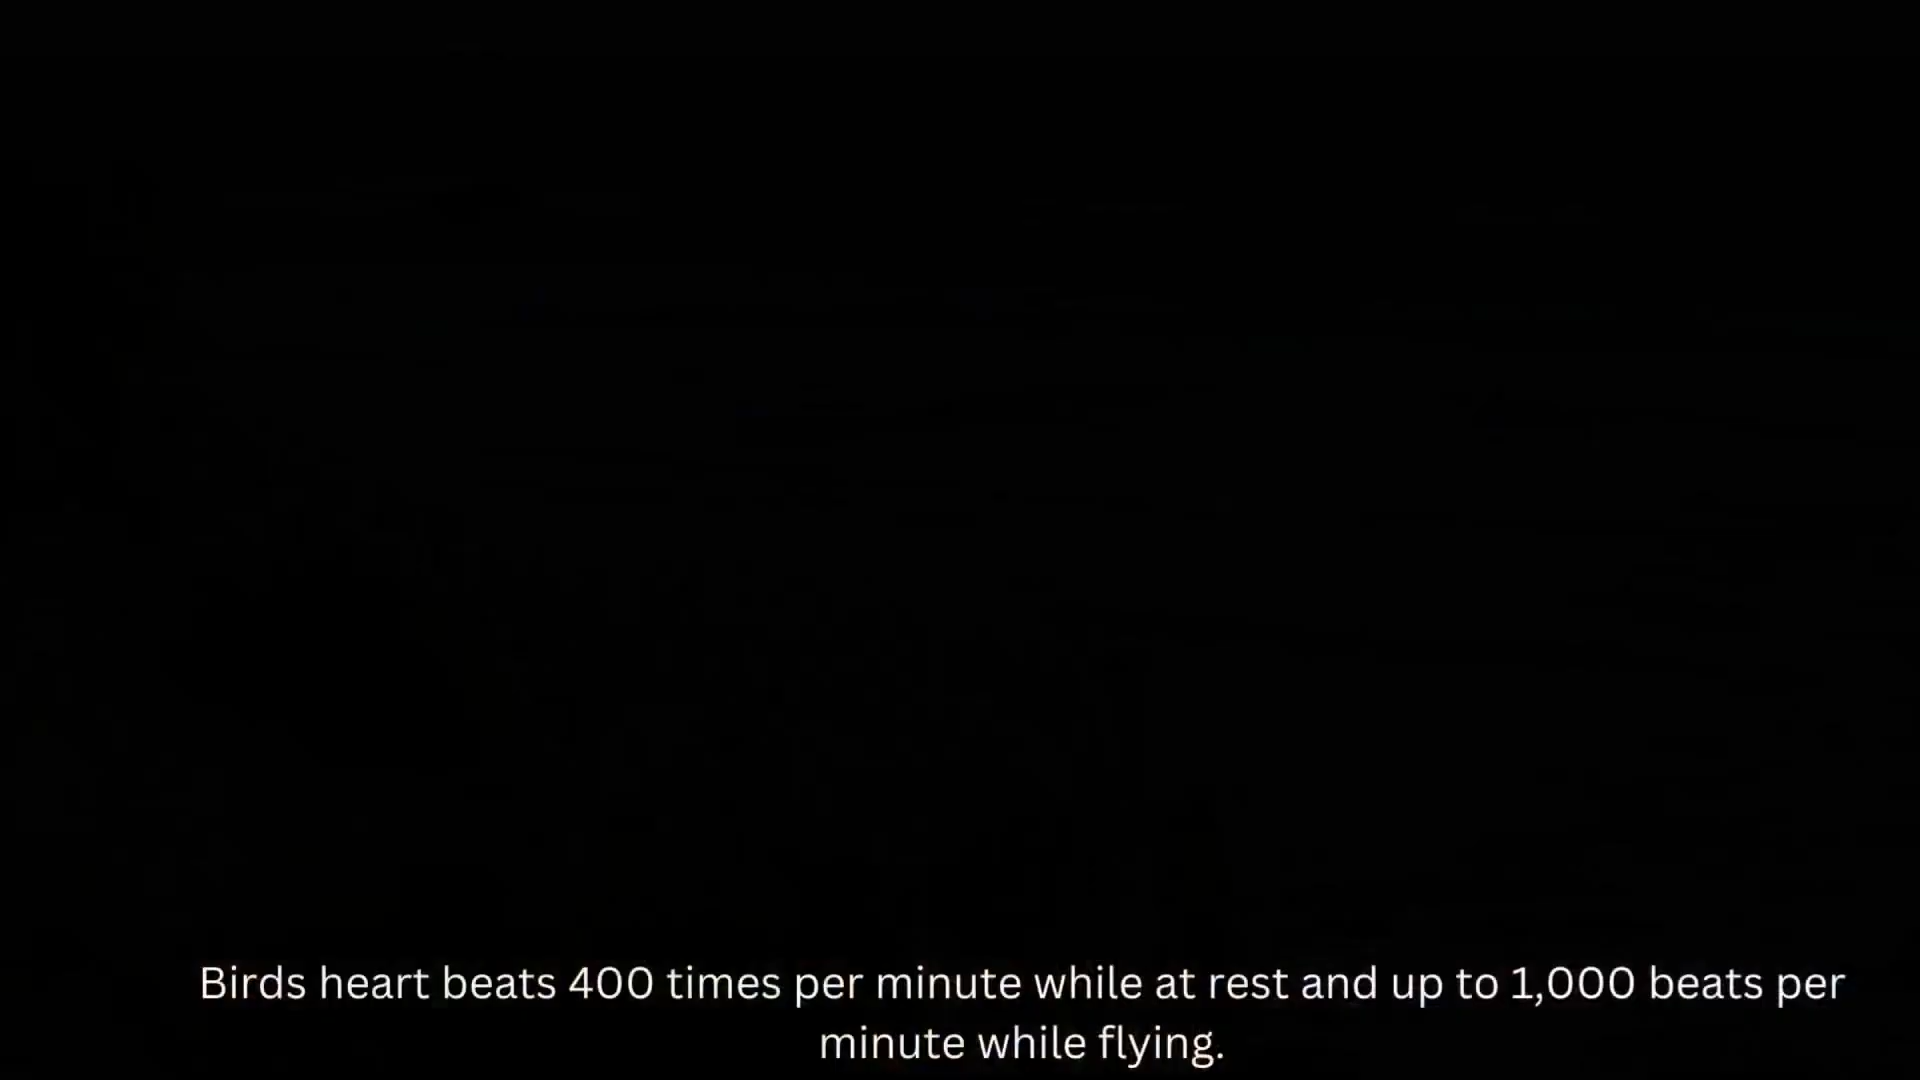 Birds heart beats 400 times per minute while at rest and up to 1,000 beats per
minute while flying.